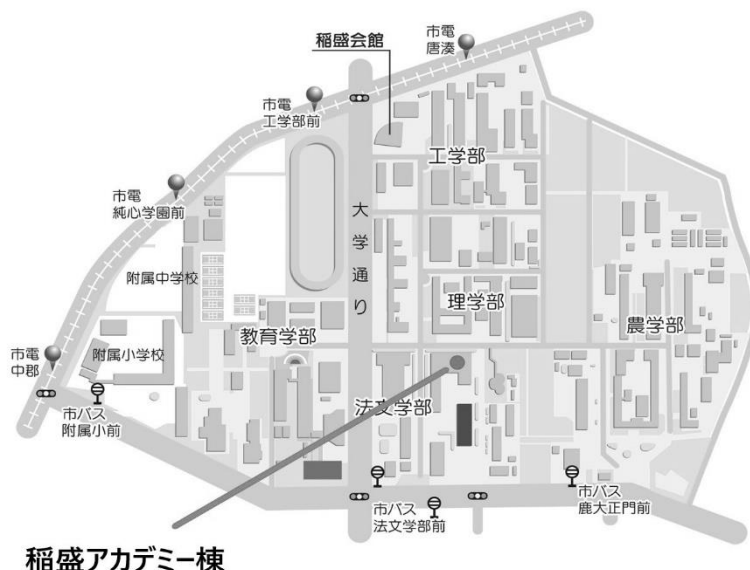 市電
唐湊
稲盛会館
市電
工学部前
工学部
市電
純心学園前
大学通り
附属中学校
理学部
教育学部
農学部
附属小学校
市電
中郡
法文学部
市バス
附属小前
市バス
法文学部前
市バス
鹿大正門前
稲盛アカデミー棟